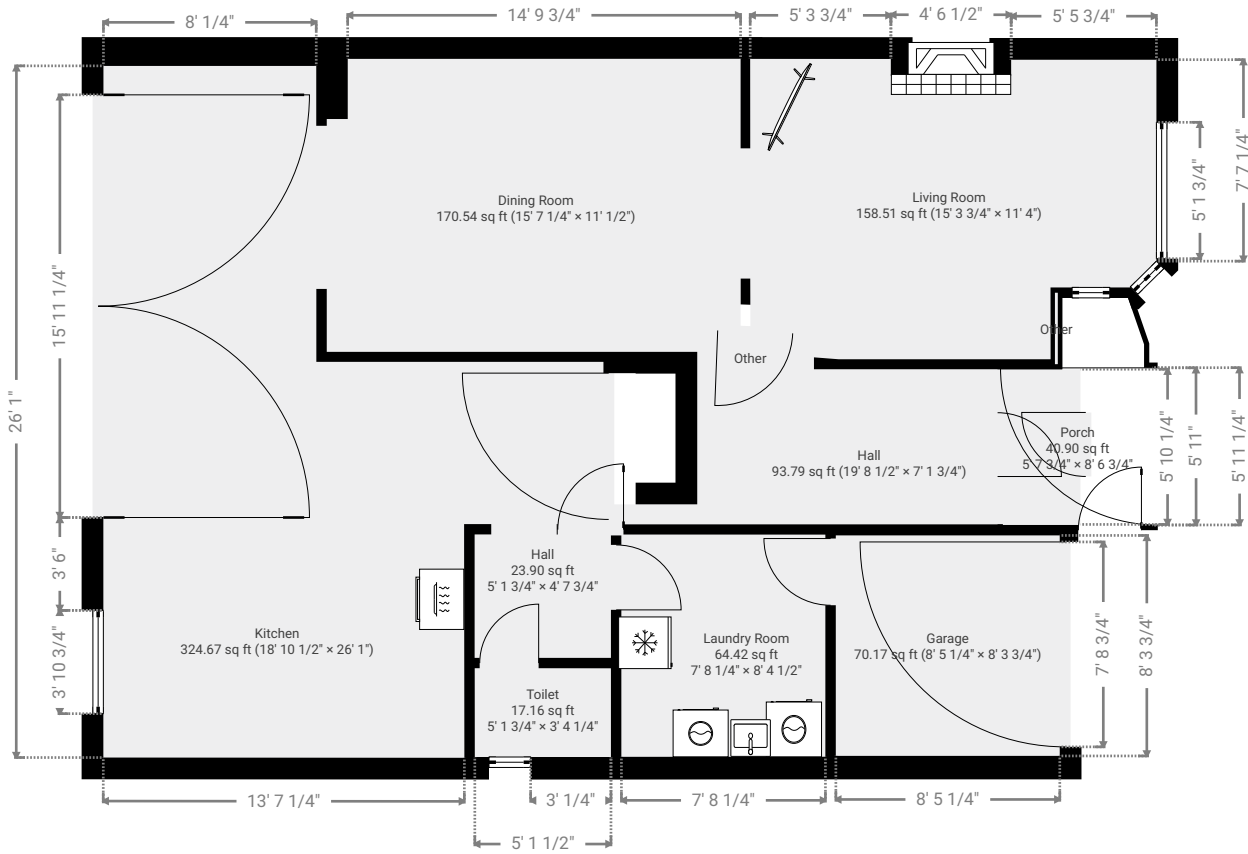 8' 1/4"
14' 9 3/4"
5' 3 3/4"
4' 6 1/2"
5' 5 3/4"
26' 1"
15' 11 1/4"
3' 6"
3' 10 3/4"
Dining Room
170.54 sq ft (15' 7 1/4" × 11' 1/2")
Living Room
158.51 sq ft (15' 3 3/4" × 11' 4")
5' 1 3/4"
7' 7 1/4"
Other
Other
Hall
93.79 sq ft (19' 8 1/2" × 7' 1 3/4")
Porch
40.90 sq ft
5' 7 3/4" × 8' 6 3/4"
5' 10 1/4"
5' 11"
5' 11 1/4"
Hall
23.90 sq ft
5' 1 3/4" × 4' 7 3/4"
Kitchen
324.67 sq ft (18' 10 1/2" × 26' 1")
Laundry Room
64.42 sq ft
7' 8 1/4" × 8' 4 1/2"
Garage
70.17 sq ft (8' 5 1/4" × 8' 3 3/4")
7' 8 3/4"
8' 3 3/4"
Toilet
17.16 sq ft
5' 1 3/4" × 3' 4 1/4"
13' 7 1/4"
3' 1/4"
7' 8 1/4"
8' 5 1/4"
5' 1 1/2"